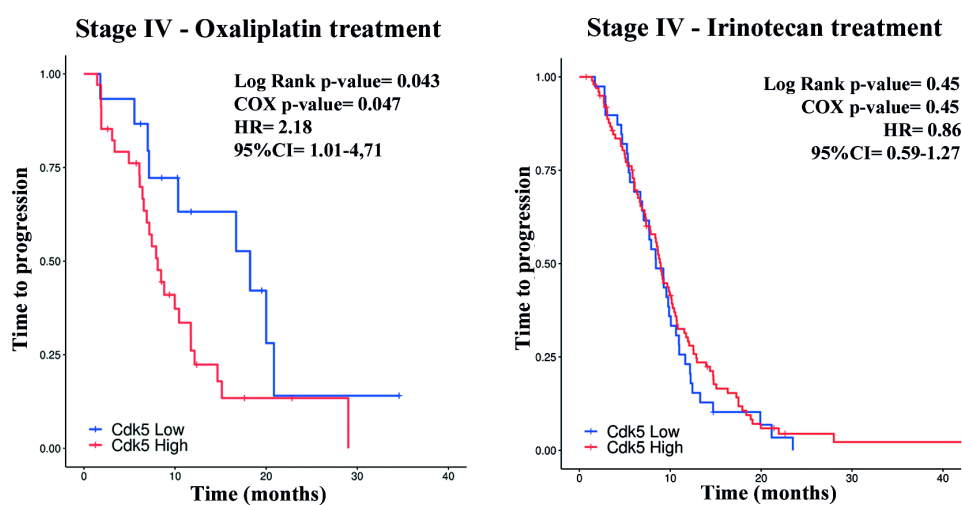 Stage IV - Oxaliplatin treatment
Log Rank p-value= 0.043
COX p-value= 0.047
HR= 2.18
95%CI= 1.01-4,71
Time to progression
1.00
0.75
0.50
0.25
0.00
Cdk5 Low
Cdk5 High
0 10 20 30 40
Time (months)
Stage IV - Irinotecan treatment
Log Rank p-value= 0.45
COX p-value= 0.45
HR= 0.86
95%CI= 0.59-1.27
Time to progression
1.00
0.75
0.50
0.25
0.00
Cdk5 Low
Cdk5 High
0 10 20 30 40
Time (months)